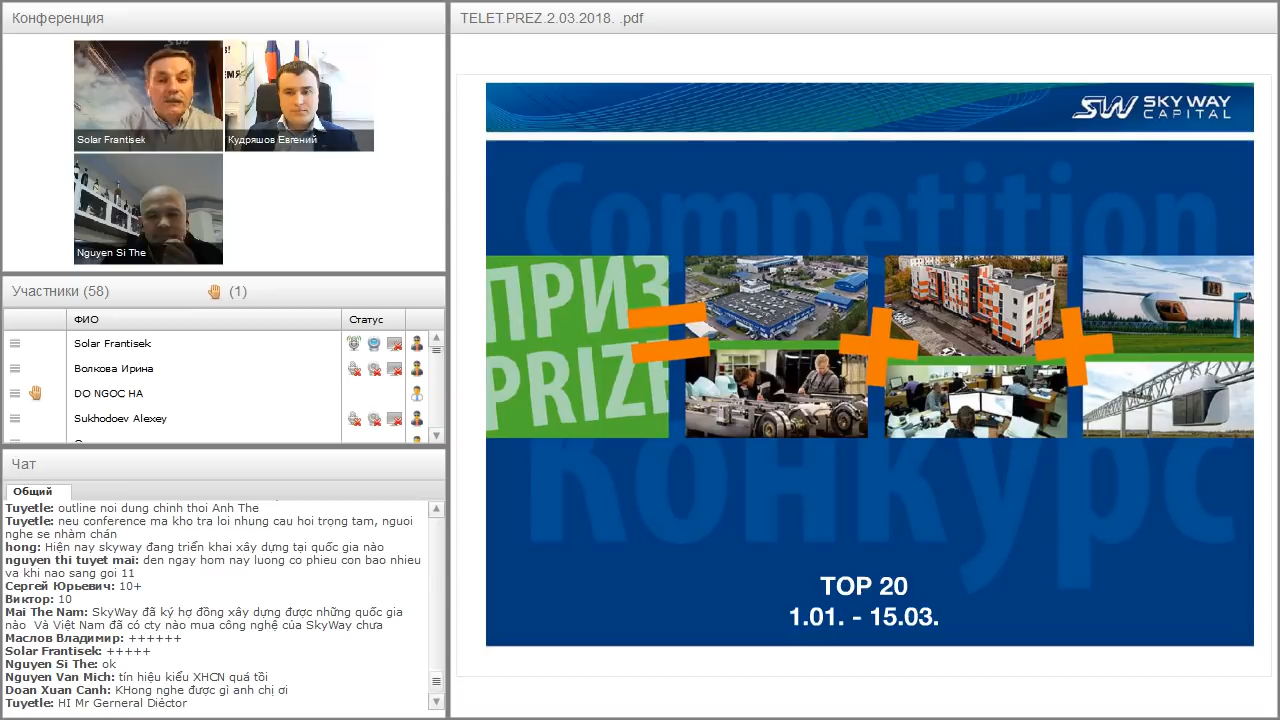 Конференция
Solar Frantisek
Кудряшов Евгений
Nguyen Si The
Участники (58)
(1)
ФИО
Статус
Solar Frantisek
Волкова Ирина
DO NGOC HA
Sukhodoev Alexey
Чат
Общий
Tuyetle: outline noi dung chinh thoi Anh The
Tuyetle: neu conference ma kho tra loi nhung cau hoi trong tam, nguoi
nghe se nhàm chán
hong: Hiện nay skyway đang triển khai xây dựng tại quốc gia nào
nguyen thi tuyet mai: den ngay hom nay luong co phieu con bao nhieu
va khi nao sang goi 11
Сергей Юрьевич: 10+
Виктор: 10
Mai The Nam: SkyWay đã ký hợ đồng xây dựng được những quốc gia
nào Và Việt Nam đã có cty nào mua công nghệ của SkyWay chưa
Маслов Владимир: ++++++
Solar Frantisek: +++++
Nguyen Si The: ok
Nguyen Van Mich: tín hiệu kiểu XHCN quá tồi
Doan Xuan Canh: KHong nghe được gì anh chị ơi
Tuyetle: HI Mr Gerneral Diẻctor
TELET.PREZ.2.03.2018. .pdf
SW SKY WAY
CAPITAL
Competition
ПРИЗ
PRIZE
Конкурс
TOP 20
1.01. - 15.03.